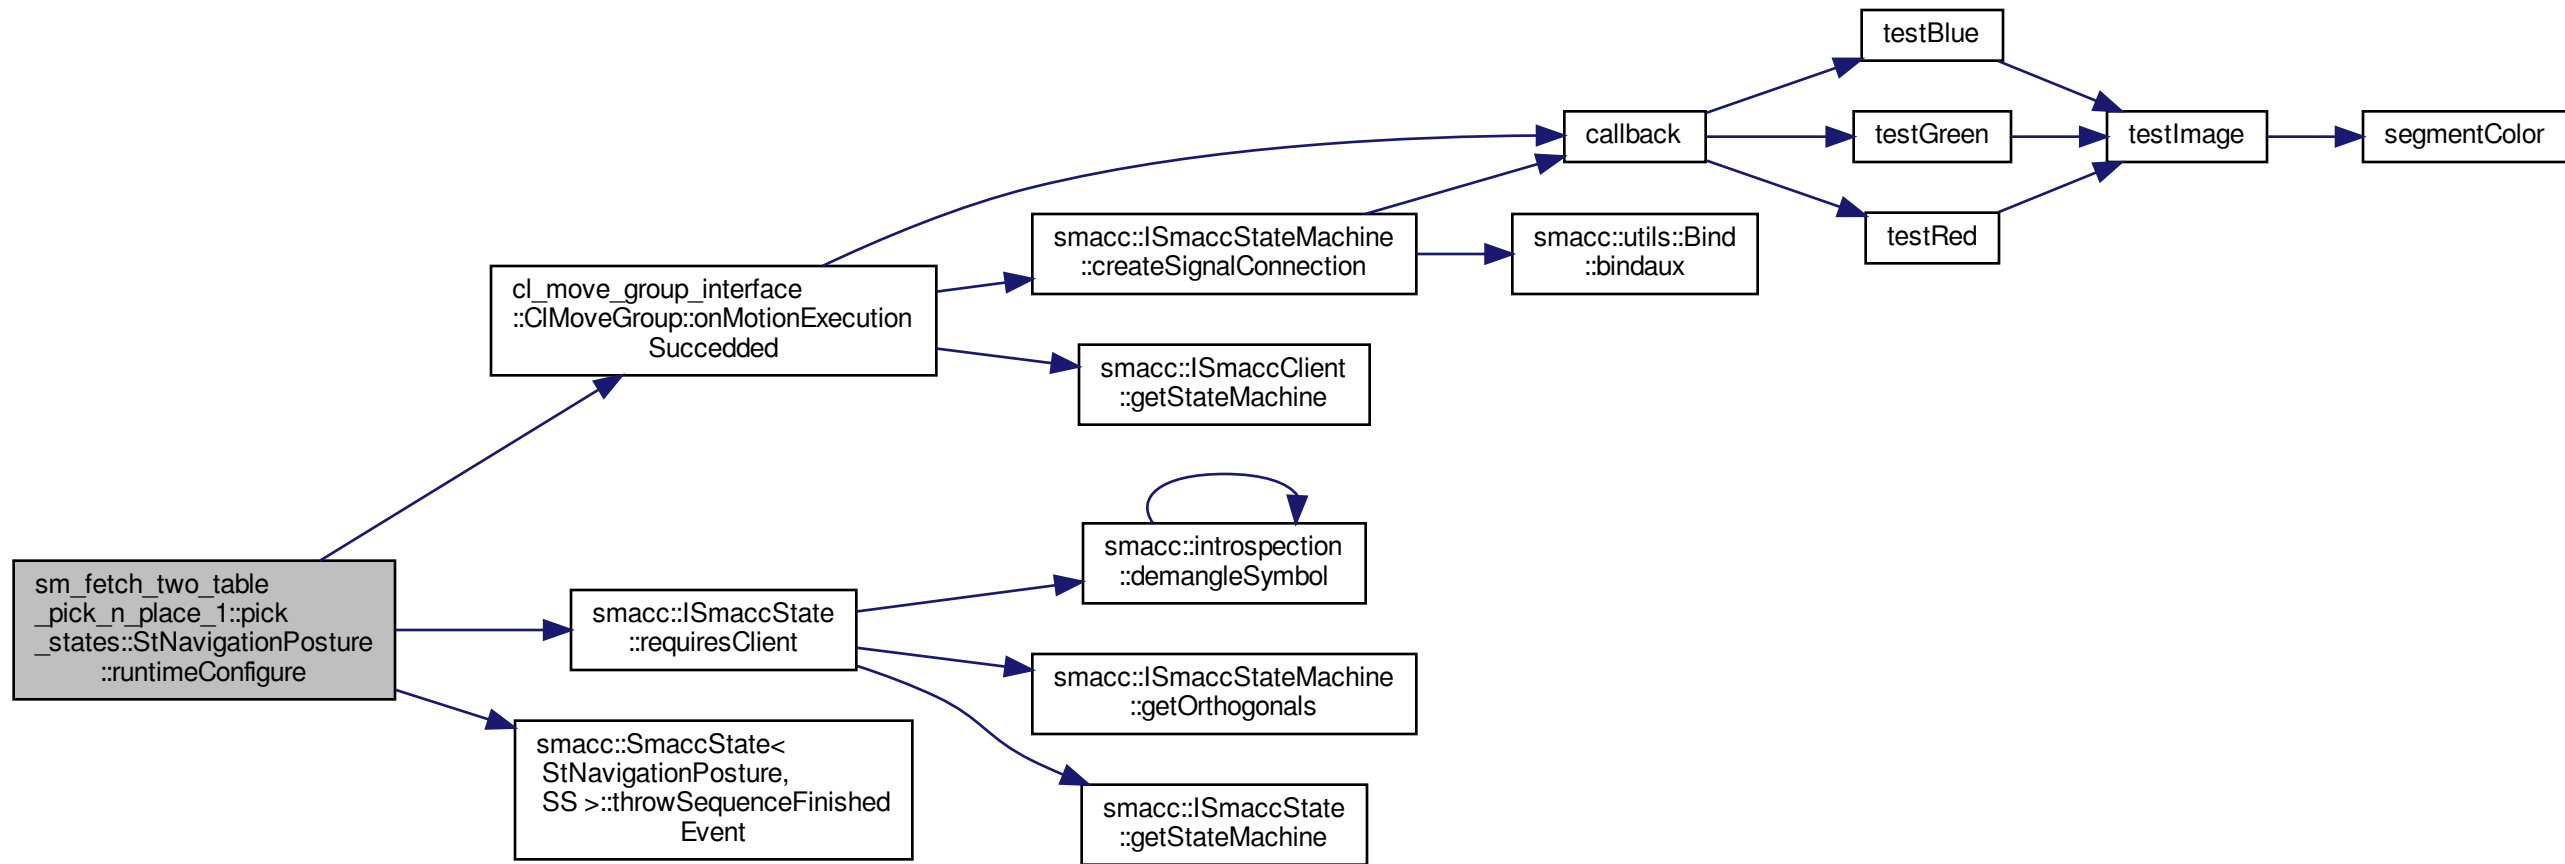 sm_fetch_two_table
_pick_n_place_1::pick
_states::StNavigationPosture
::runtimeConfigure
cl_move_group_interface
::ClMoveGroup::onMotionExecution
Succedded
callback
testBlue
testImage
segmentColor
testGreen
testRed
smacc::ISmaccStateMachine
::createSignalConnection
smacc::utils::Bind
::bindaux
smacc::ISmaccClient
::getStateMachine
smacc::ISmaccState
::requiresClient
smacc::introspection
::demangleSymbol
smacc::ISmaccStateMachine
::getOrthogonals
smacc::ISmaccState
::getStateMachine
smacc::SmaccState<
StNavigationPosture,
SS >::throwSequenceFinished
Event